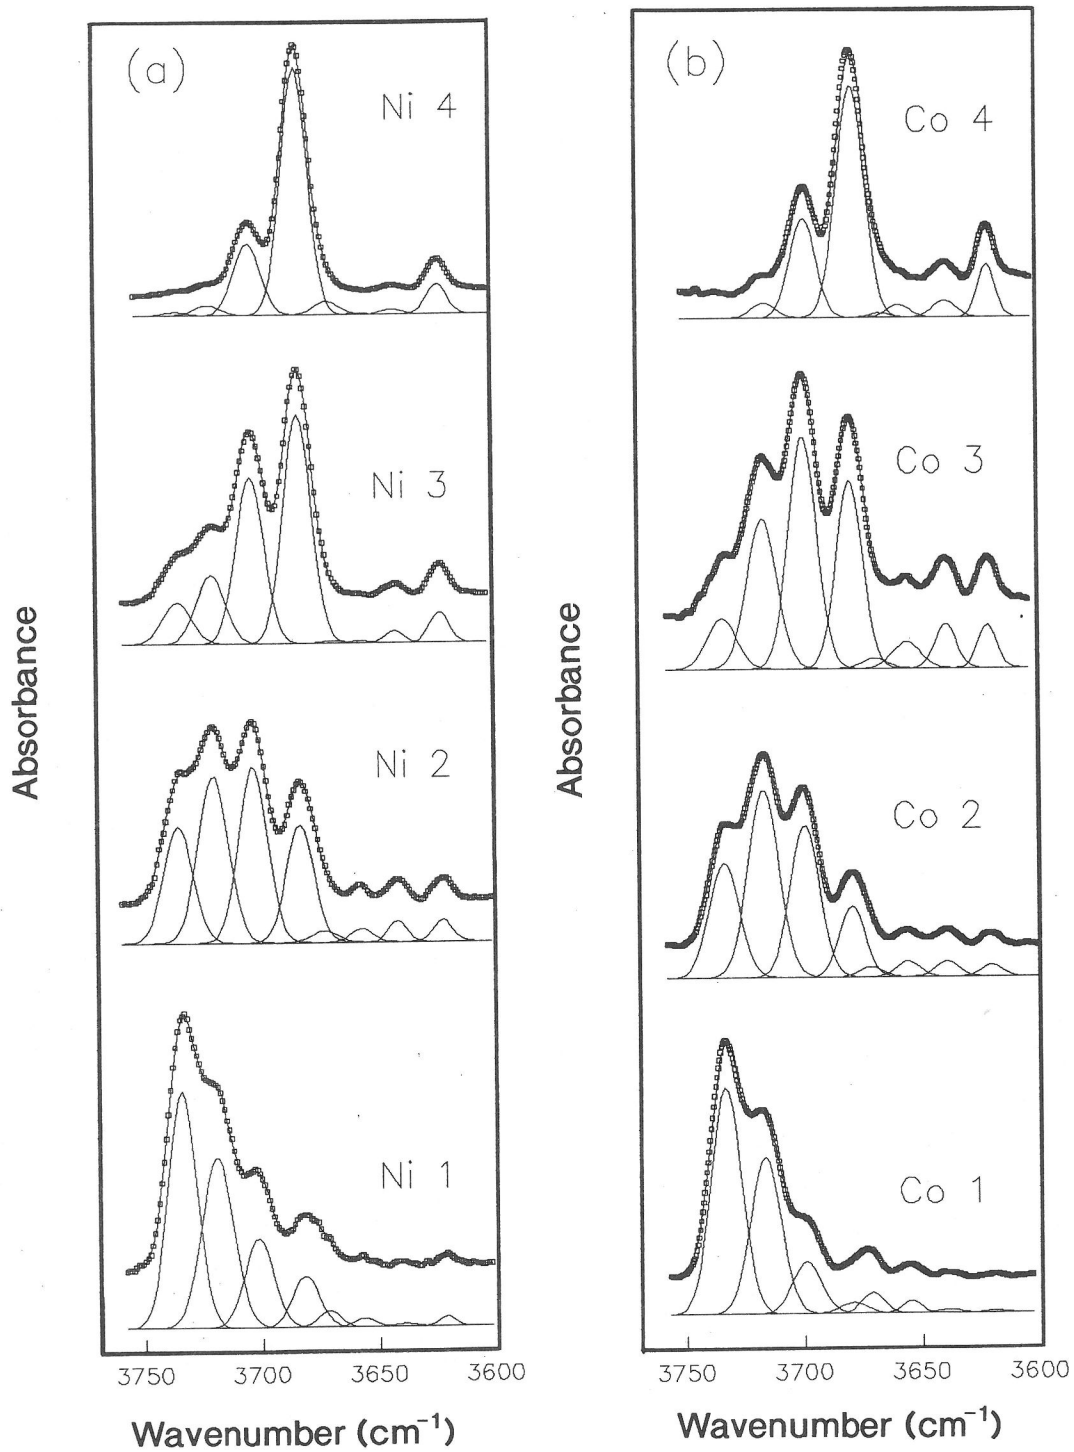 (a)
Ni 4
Ni 3
Ni 2
Ni 1
Absorbance
3750 3700 3650 3600
Wavenumber (cm⁻¹)
(b)
Co 4
Co 3
Co 2
Co 1
Absorbance
3750 3700 3650 3600
Wavenumber (cm⁻¹)